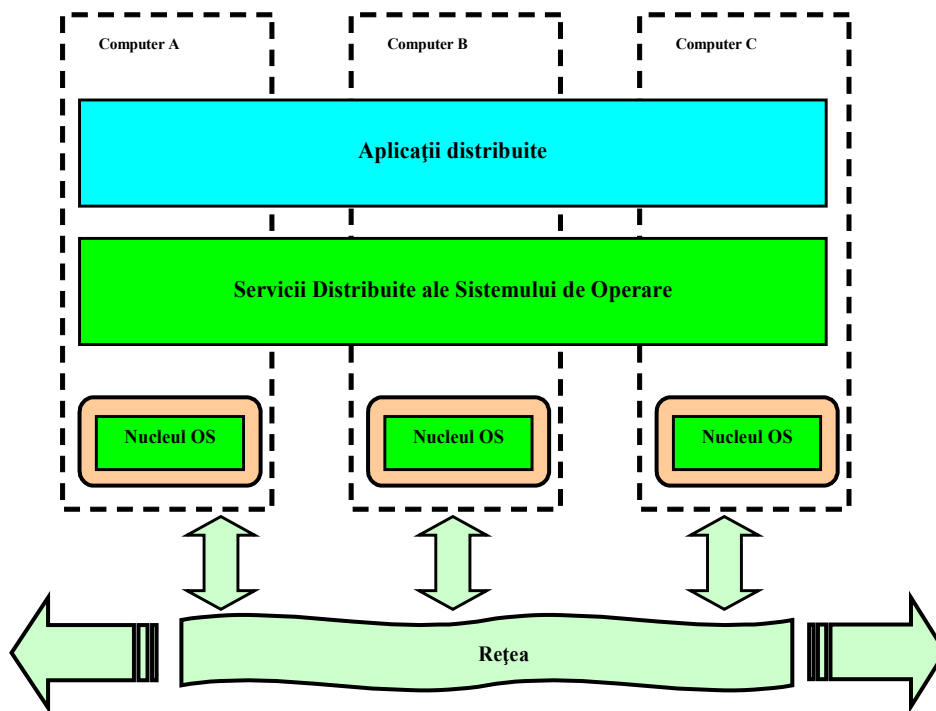 Computer A
Computer B
Computer C
Aplicaţii distribuite
Servicii Distribuite ale Sistemului de Operare
Nucleul OS
Nucleul OS
Nucleul OS
Reţea